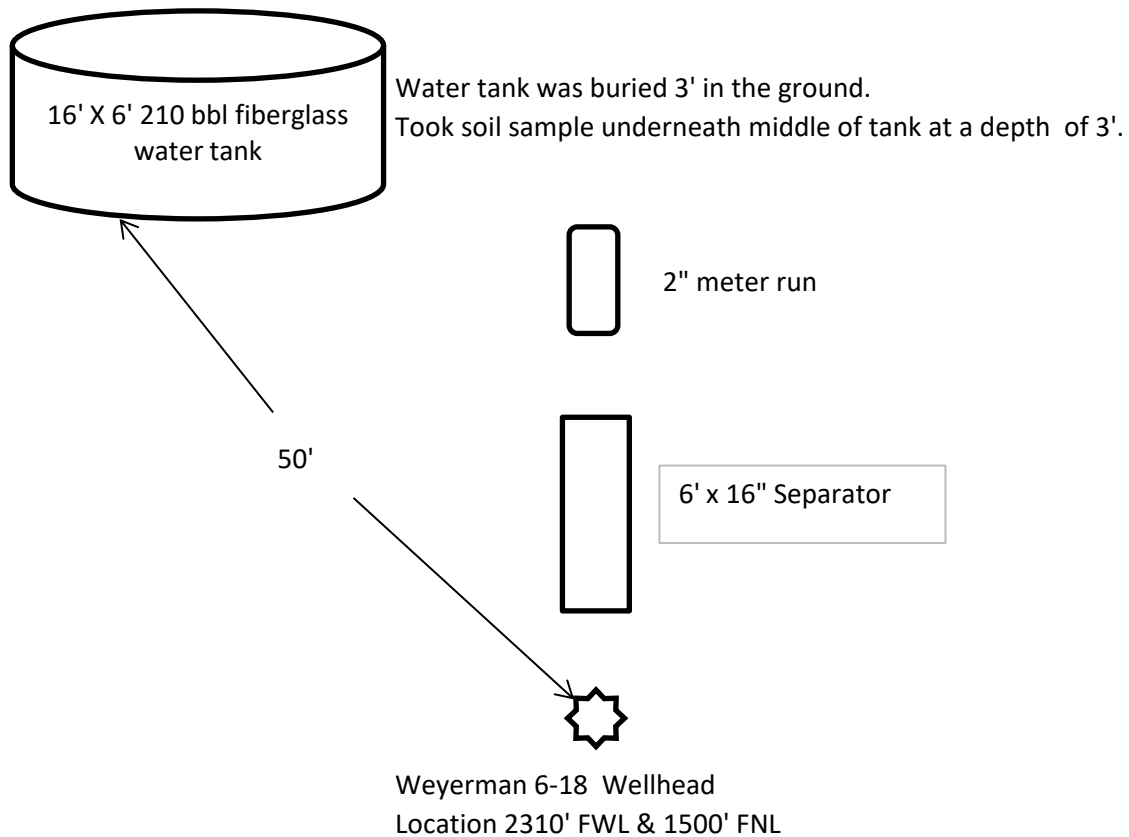 16' X 6' 210 bbl fiberglass
water tank
Water tank was buried 3' in the ground.
Took soil sample underneath middle of tank at a depth  of 3'.
2" meter run
50'
6' x 16" Separator
Weyerman 6-18  Wellhead
Location 2310' FWL & 1500' FNL